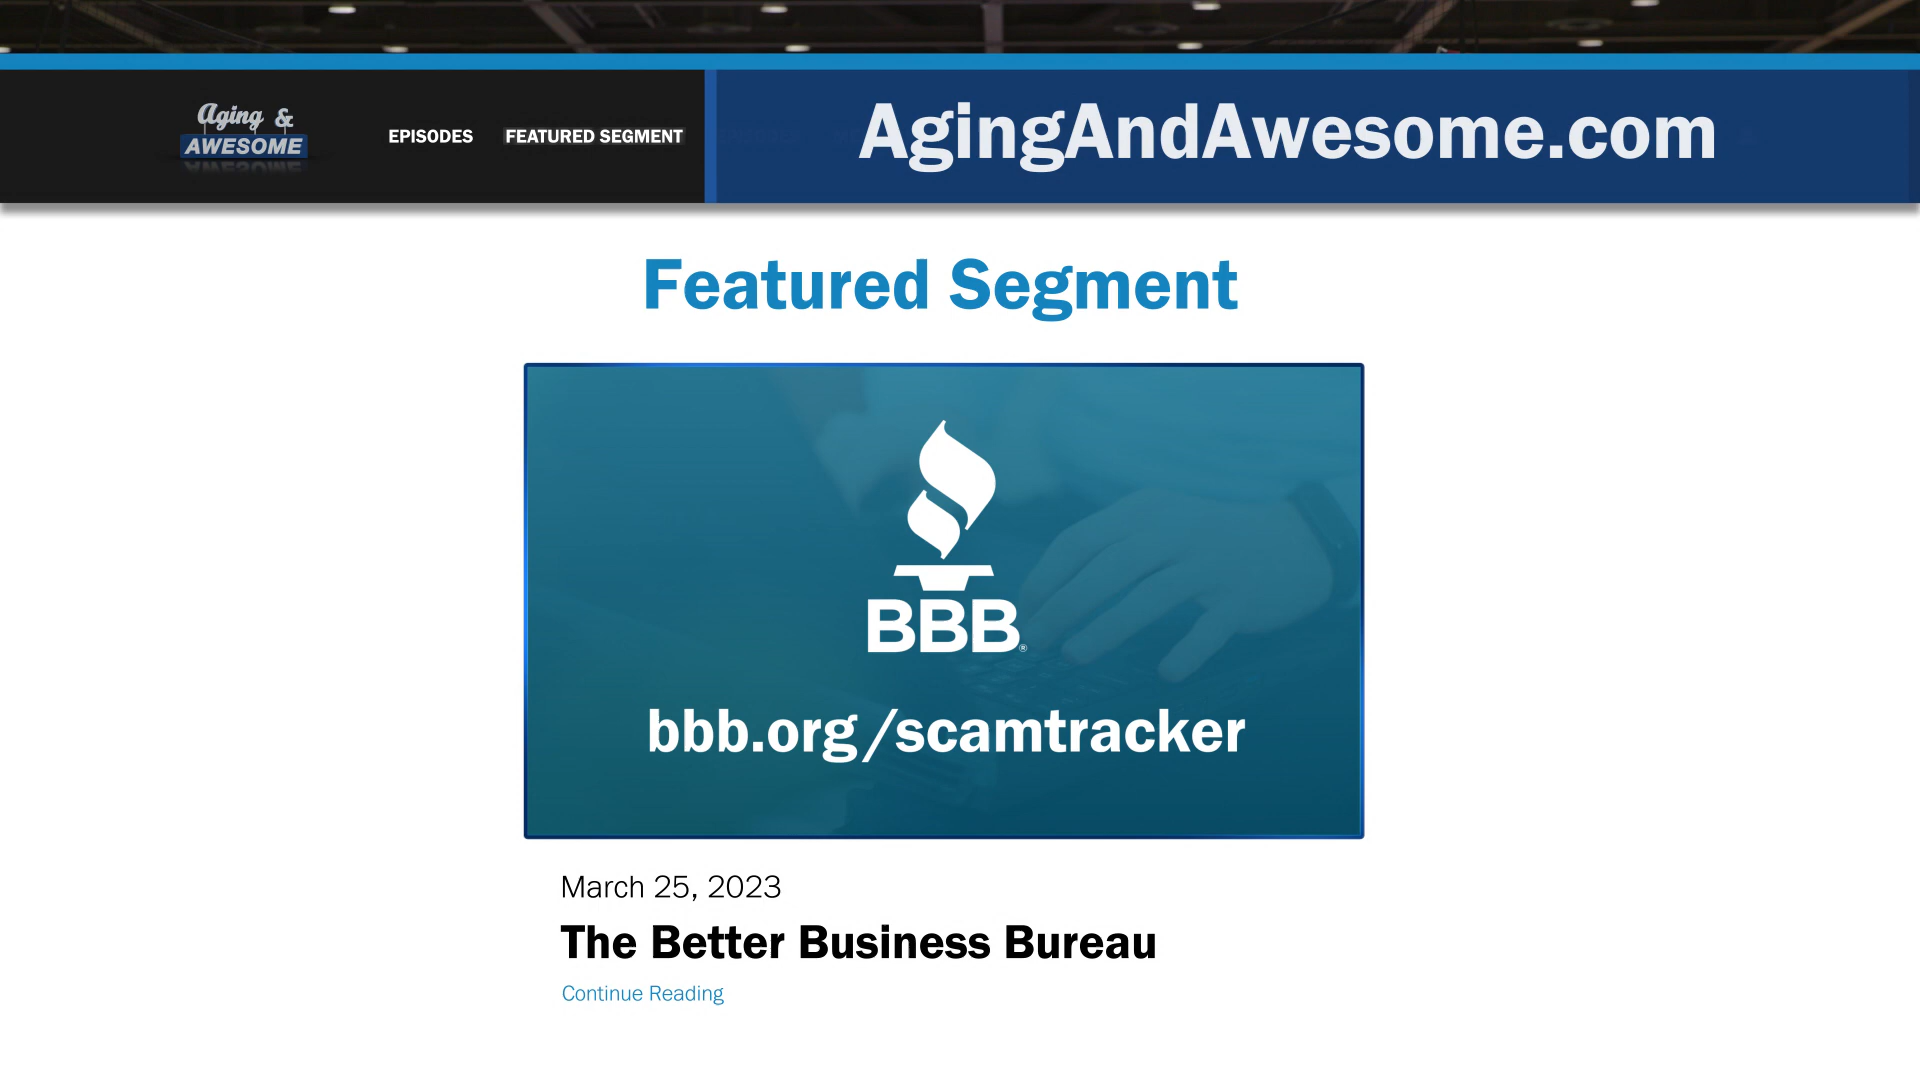 Aging &
AWESOME
EPISODES
FEATURED SEGMENT
AgingAndAwesome.com
Featured Segment
BBB®
bbb.org/scamtracker
March 25, 2023
The Better Business Bureau
Continue Reading